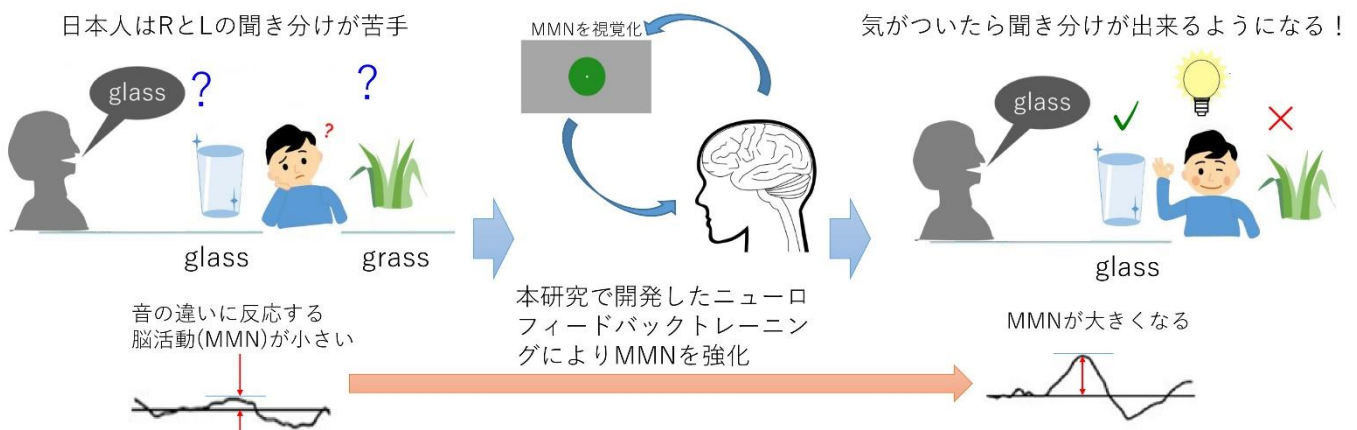 日本人はRとLの聞き分けが苦手
glass
?
?
?
glass
grass
音の違いに反応する
脳活動(MMN)が小さい
MMNを視覚化
本研究で開発したニューロ
フィードバックトレーニン
グによりMMNを強化
気がついたら聞き分けが出来るようになる！
glass
glass
MMNが大きくなる